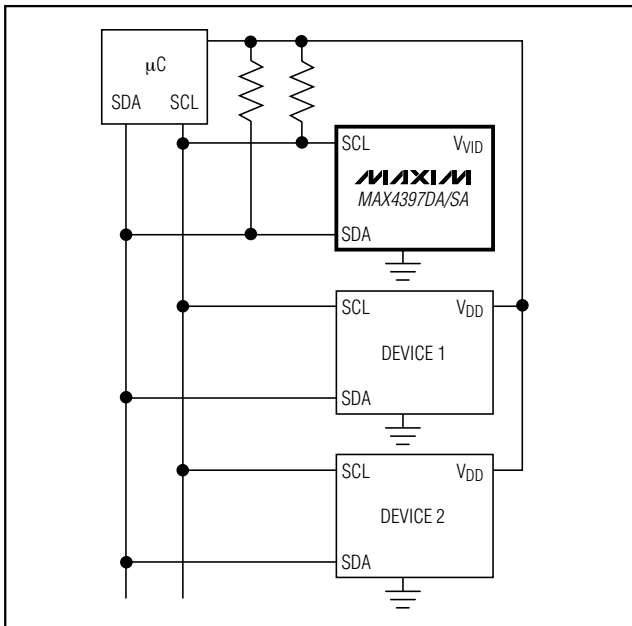 μC
SDA SCL
SCL VVID
MAXIM
MAX4397DA/SA
SDA
SCL VDD
DEVICE 1
SDA
SCL VDD
DEVICE 2
SDA